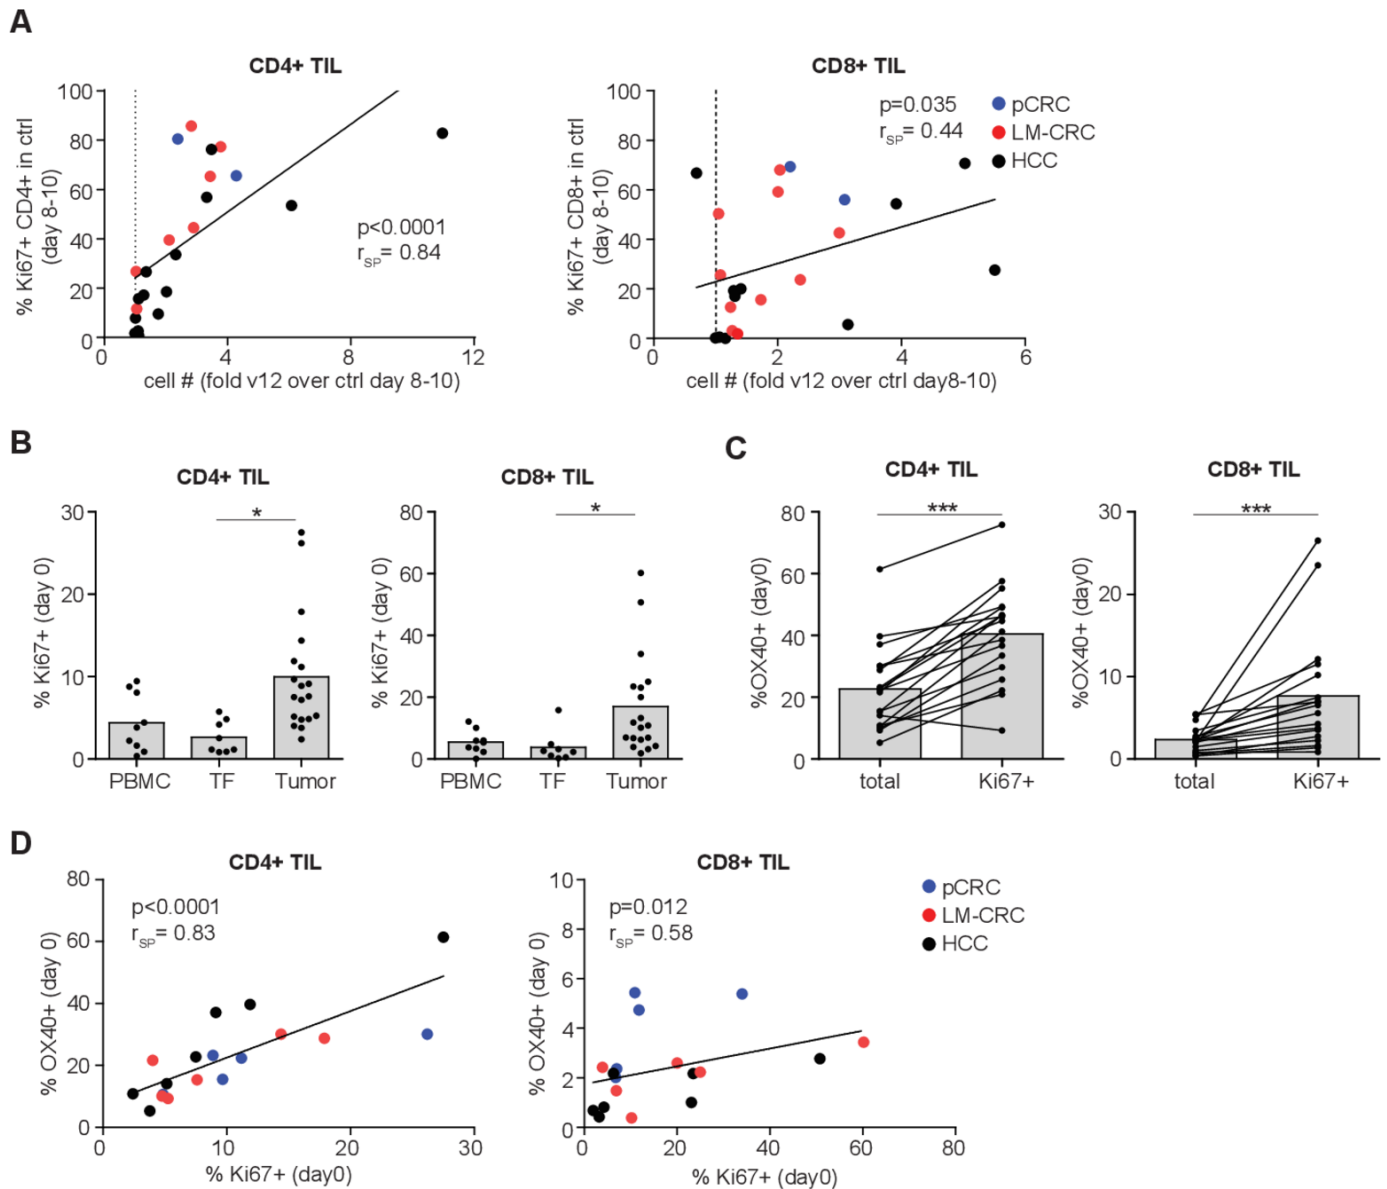 A
CD4+ TIL
% Ki67+ CD4+ in ctrl
(day 8-10)
100
80
60
40
20
0
p<0.0001
rSP= 0.84
0 4 8 12
cell # (fold v12 over ctrl day 8-10)
CD8+ TIL
% Ki67+ CD8+ in ctrl
(day 8-10)
100
80
60
40
20
0
p=0.035
rSP= 0.44
0 2 4 6
cell # (fold v12 over ctrl day8-10)
pCRC
LM-CRC
HCC
B
CD4+ TIL
% Ki67+ (day 0)
30
20
10
0
*
PBMC TF Tumor
CD8+ TIL
% Ki67+ (day 0)
80
60
40
20
0
*
PBMC TF Tumor
C
CD4+ TIL
%OX40+ (day0)
80
60
40
20
0
***
total Ki67+
CD8+ TIL
%OX40+ (day0)
30
20
10
0
***
total Ki67+
D
CD4+ TIL
% OX40+ (day 0)
80
60
40
20
0
p<0.0001
rSP= 0.83
0 10 20 30
% Ki67+ (day0)
CD8+ TIL
% OX40+ (day 0)
10
8
6
4
2
0
p=0.012
rSP= 0.58
0 20 40 60 80
% Ki67+ (day0)
pCRC
LM-CRC
HCC